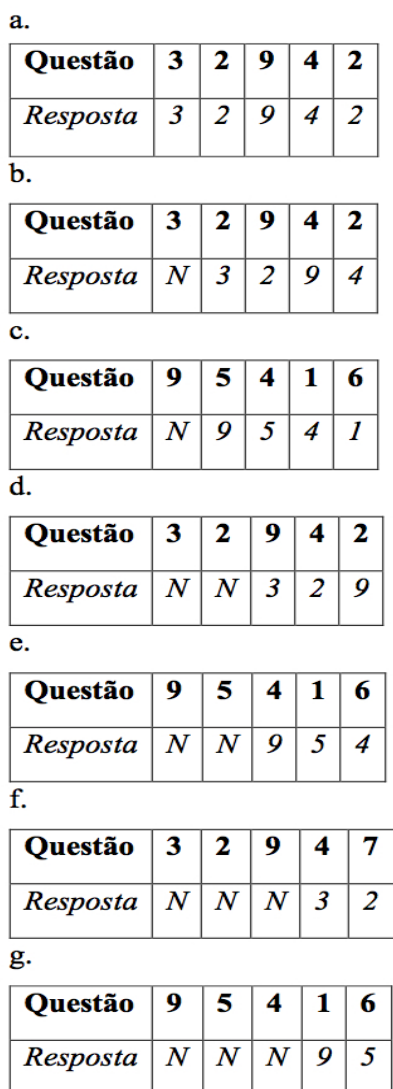 a.
Questão 3 2 9 4 2
Resposta 3 2 9 4 2
b.
Questão 3 2 9 4 2
Resposta N 3 2 9 4
c.
Questão 9 5 4 1 6
Resposta N 9 5 4 1
d.
Questão 3 2 9 4 2
Resposta N N 3 2 9
e.
Questão 9 5 4 1 6
Resposta N N 9 5 4
f.
Questão 3 2 9 4 7
Resposta N N N 3 2
g.
Questão 9 5 4 1 6
Resposta N N N 9 5